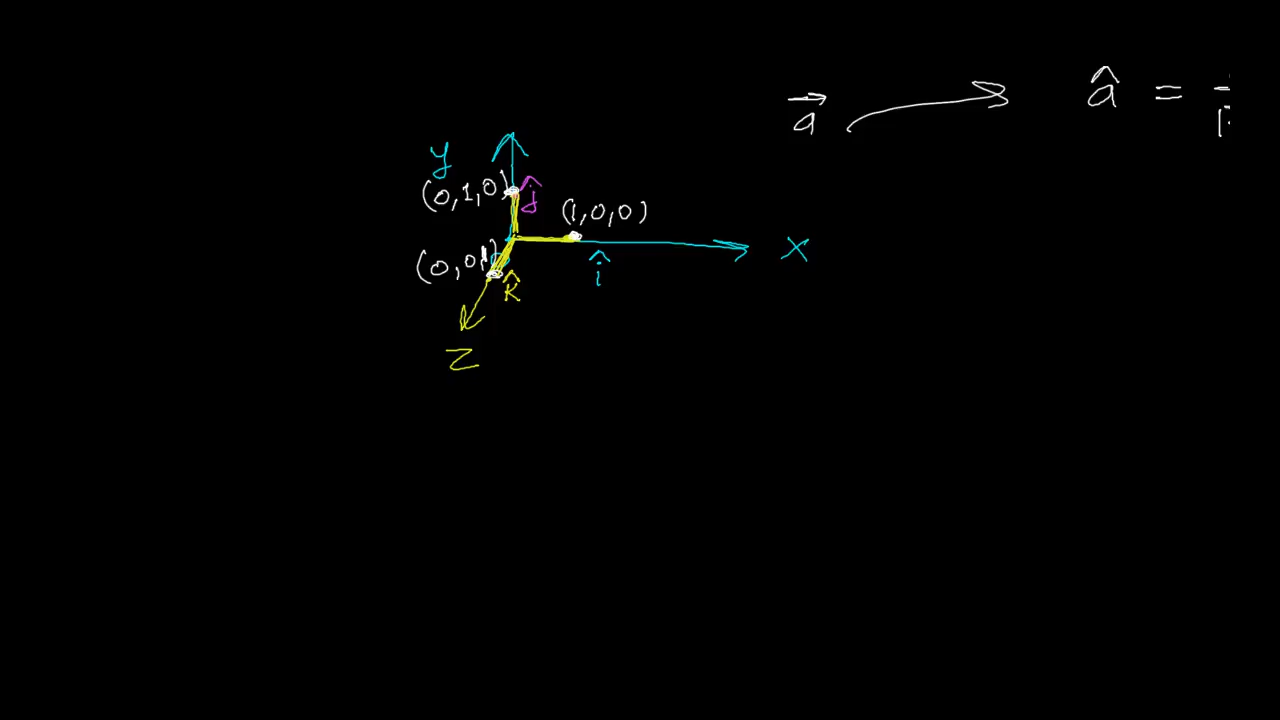 a⃗ → â =
y
(0,1,0) ĵ
(1,0,0)
x
î
(0,0,1)
k̂
z